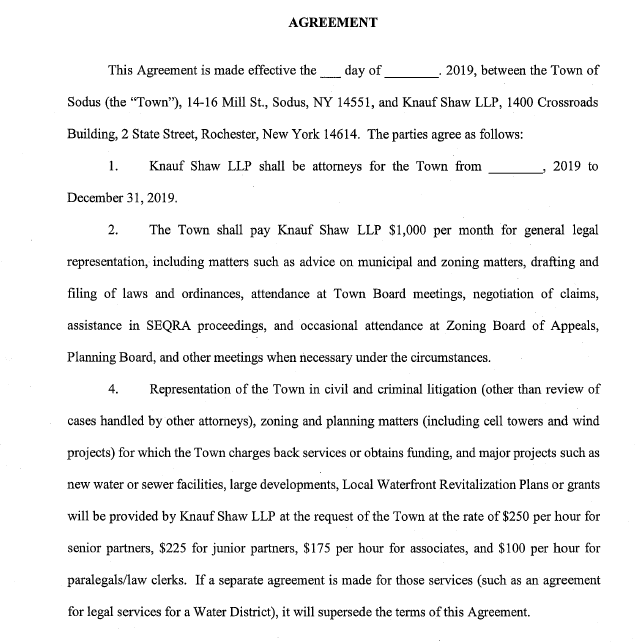 AGREEMENT
This Agreement is made effective the ___ day of ________. 2019, between the Town of
Sodus (the “Town”), 14-16 Mill St., Sodus, NY 14551, and Knauf Shaw LLP, 1400 Crossroads
Building, 2 State Street, Rochester, New York 14614. The parties agree as follows:
1. Knauf Shaw LLP shall be attorneys for the Town from ________, 2019 to
December 31, 2019.
2. The Town shall pay Knauf Shaw LLP $1,000 per month for general legal
representation, including matters such as advice on municipal and zoning matters, drafting and
filing of laws and ordinances, attendance at Town Board meetings, negotiation of claims,
assistance in SEQRA proceedings, and occasional attendance at Zoning Board of Appeals,
Planning Board, and other meetings when necessary under the circumstances.
4. Representation of the Town in civil and criminal litigation (other than review of
cases handled by other attorneys), zoning and planning matters (including cell towers and wind
projects) for which the Town charges back services or obtains funding, and major projects such as
new water or sewer facilities, large developments, Local Waterfront Revitalization Plans or grants
will be provided by Knauf Shaw LLP at the request of the Town at the rate of $250 per hour for
senior partners, $225 for junior partners, $175 per hour for associates, and $100 per hour for
paralegals/law clerks. If a separate agreement is made for those services (such as an agreement
for legal services for a Water District), it will supersede the terms of this Agreement.